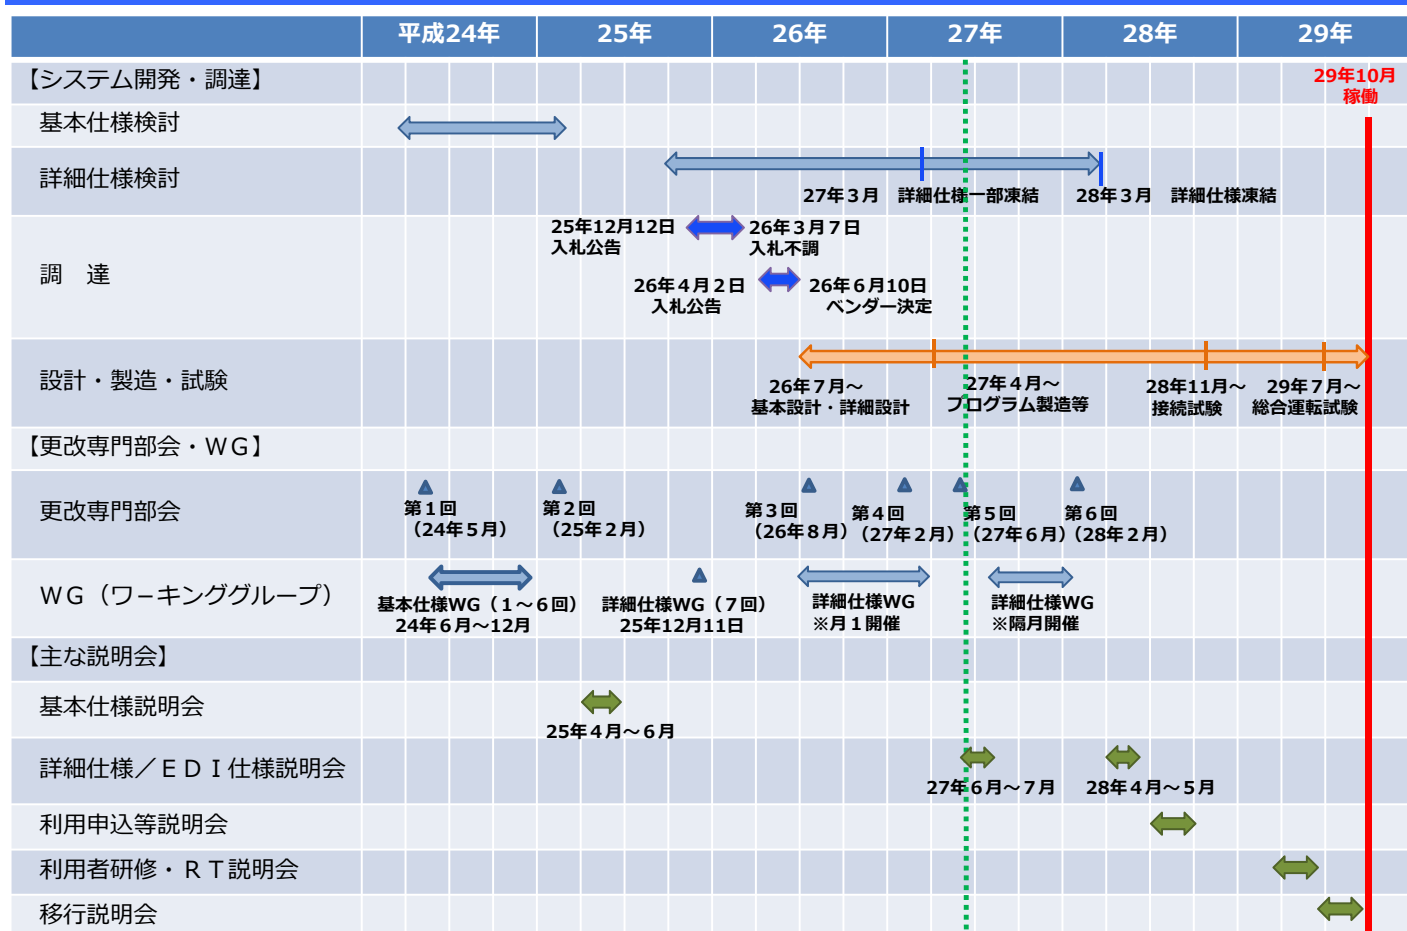 平成24年 25年 26年 27年 28年 29年
【システム開発・調達】
29年10月
稼働
基本仕様検討
詳細仕様検討
27年３月　詳細仕様一部凍結
28年３月　詳細仕様凍結
調　達
25年12月12日
入札公告
26年３月７日
入札不調
26年４月２日
入札公告
26年６月10日
ベンダー決定
設計・製造・試験
26年７月～
基本設計・詳細設計
27年４月～
プログラム製造等
28年11月～
接続試験
29年７月～
総合運転試験
【更改専門部会・ＷＧ】
更改専門部会
第１回
（24年５月）
第２回
（25年２月）
第３回
（26年８月）
第４回
（27年２月）
第５回
（27年６月）
第６回
（28年２月）
ＷＧ（ワ－キンググループ）
基本仕様WG（１～６回）
24年６月～12月
詳細仕様WG（７回）
25年12月11日
詳細仕様WG
※月１開催
詳細仕様WG
※隔月開催
【主な説明会】
基本仕様説明会
25年４月～６月
詳細仕様／ＥＤＩ仕様説明会
27年６月～７月
28年４月～５月
利用申込等説明会
利用者研修・ＲＴ説明会
移行説明会